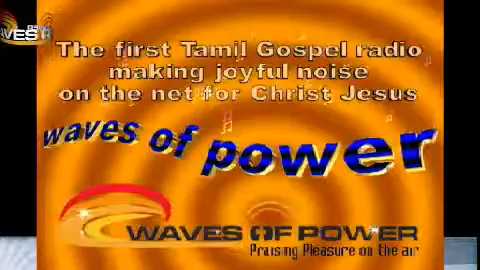 The first Tamil Gospel radio
making joyful noise
on the net for Christ Jesus
waves of power
WAVES OF POWER
Praising Pleasure on the air